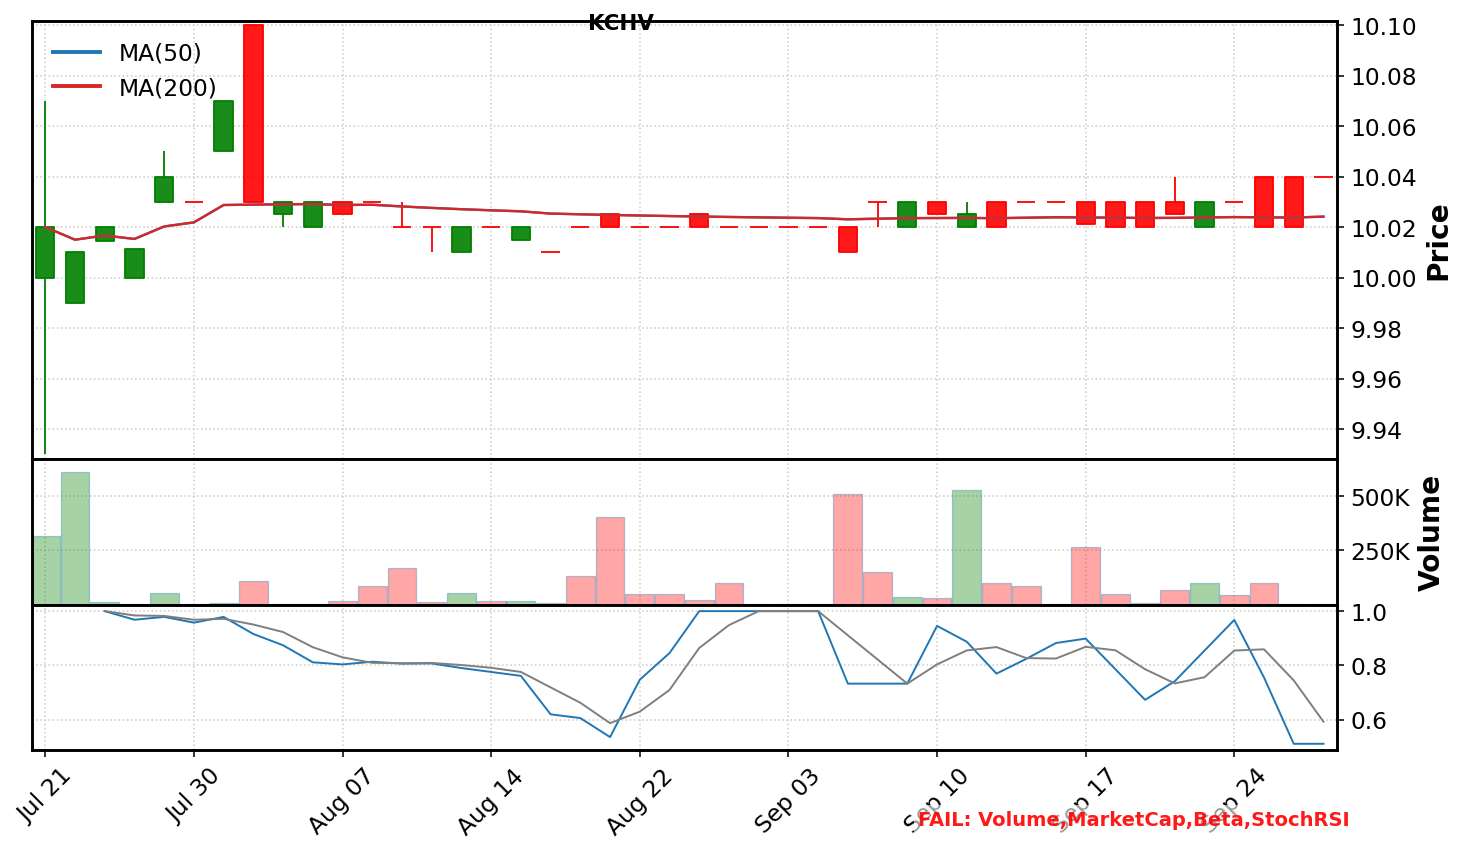 KCHV
MA(50)
MA(200)
10.10
10.08
10.06
10.04
10.02
10.00
9.98
9.96
9.94
Price
500K
250K
Volume
1.0
0.8
0.6
Jul 21
Jul 30
Aug 07
Aug 14
Aug 22
Sep 03
Sep 10
Sep 17
Sep 24
FAIL: Volume,MarketCap,Beta,StochRSI